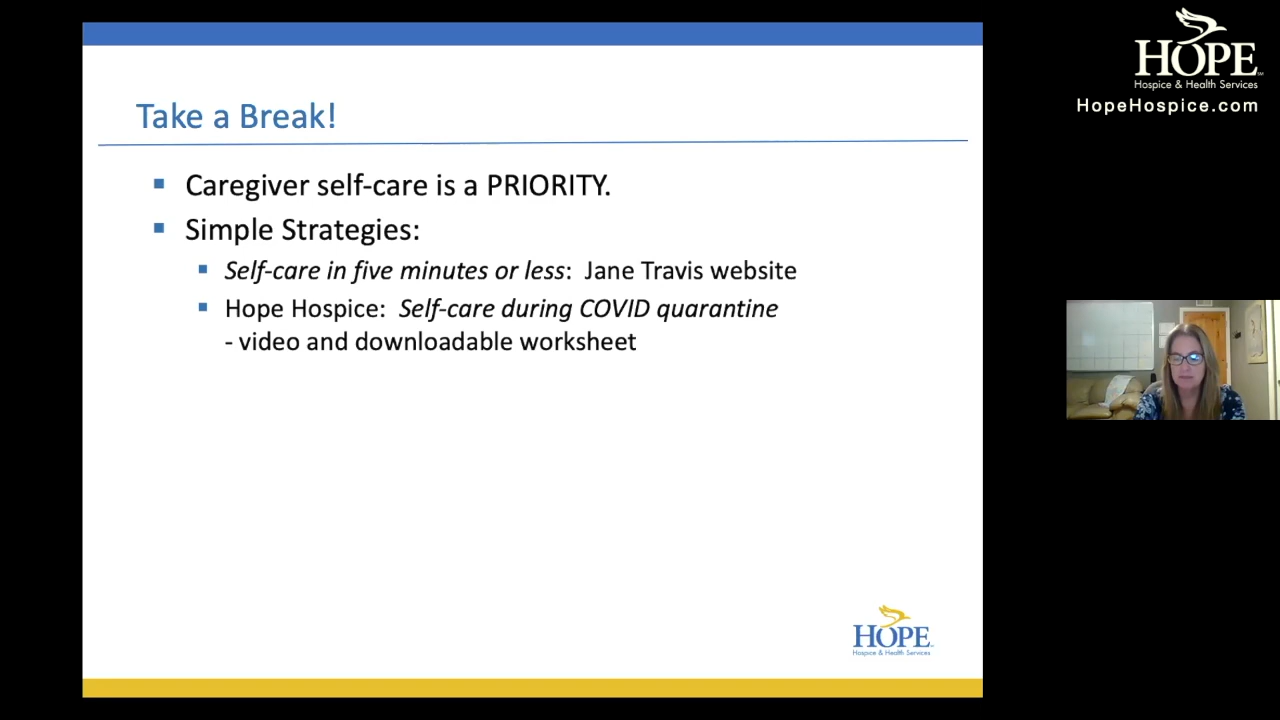 Take a Break!
Caregiver self-care is a PRIORITY.
Simple Strategies:
Self-care in five minutes or less: Jane Travis website
Hope Hospice: Self-care during COVID quarantine
- video and downloadable worksheet
HOPE
Hospice & Health Services
HOPE
Hospice & Health Services
HopeHospice.com